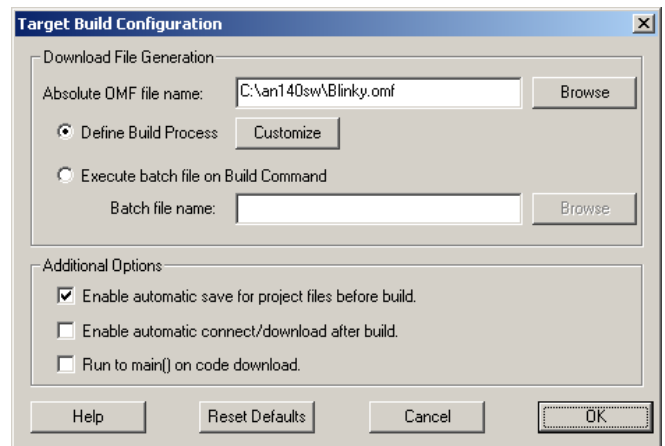 Target Build Configuration
Download File Generation
Absolute OMF file name: C:\an140sw\Blinky.omf Browse
Define Build Process Customize
Execute batch file on Build Command
Batch file name: Browse
Additional Options
Enable automatic save for project files before build.
Enable automatic connect/download after build.
Run to main() on code download.
Help Reset Defaults Cancel OK